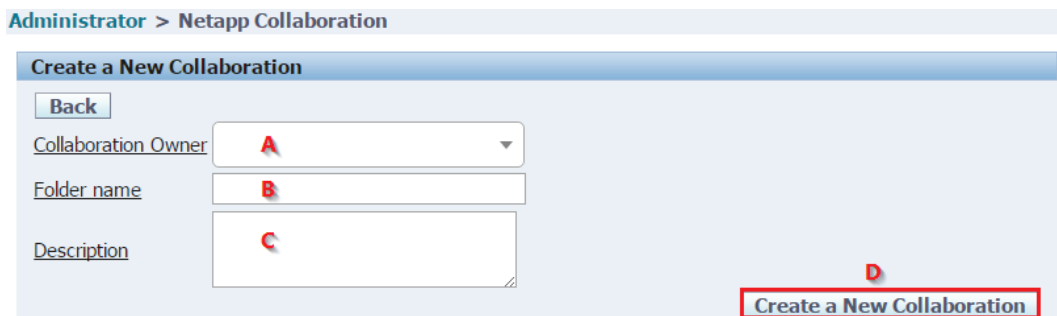 Administrator > Netapp Collaboration
Create a New Collaboration
Back
Collaboration Owner A
Folder name B
Description C
D
Create a New Collaboration